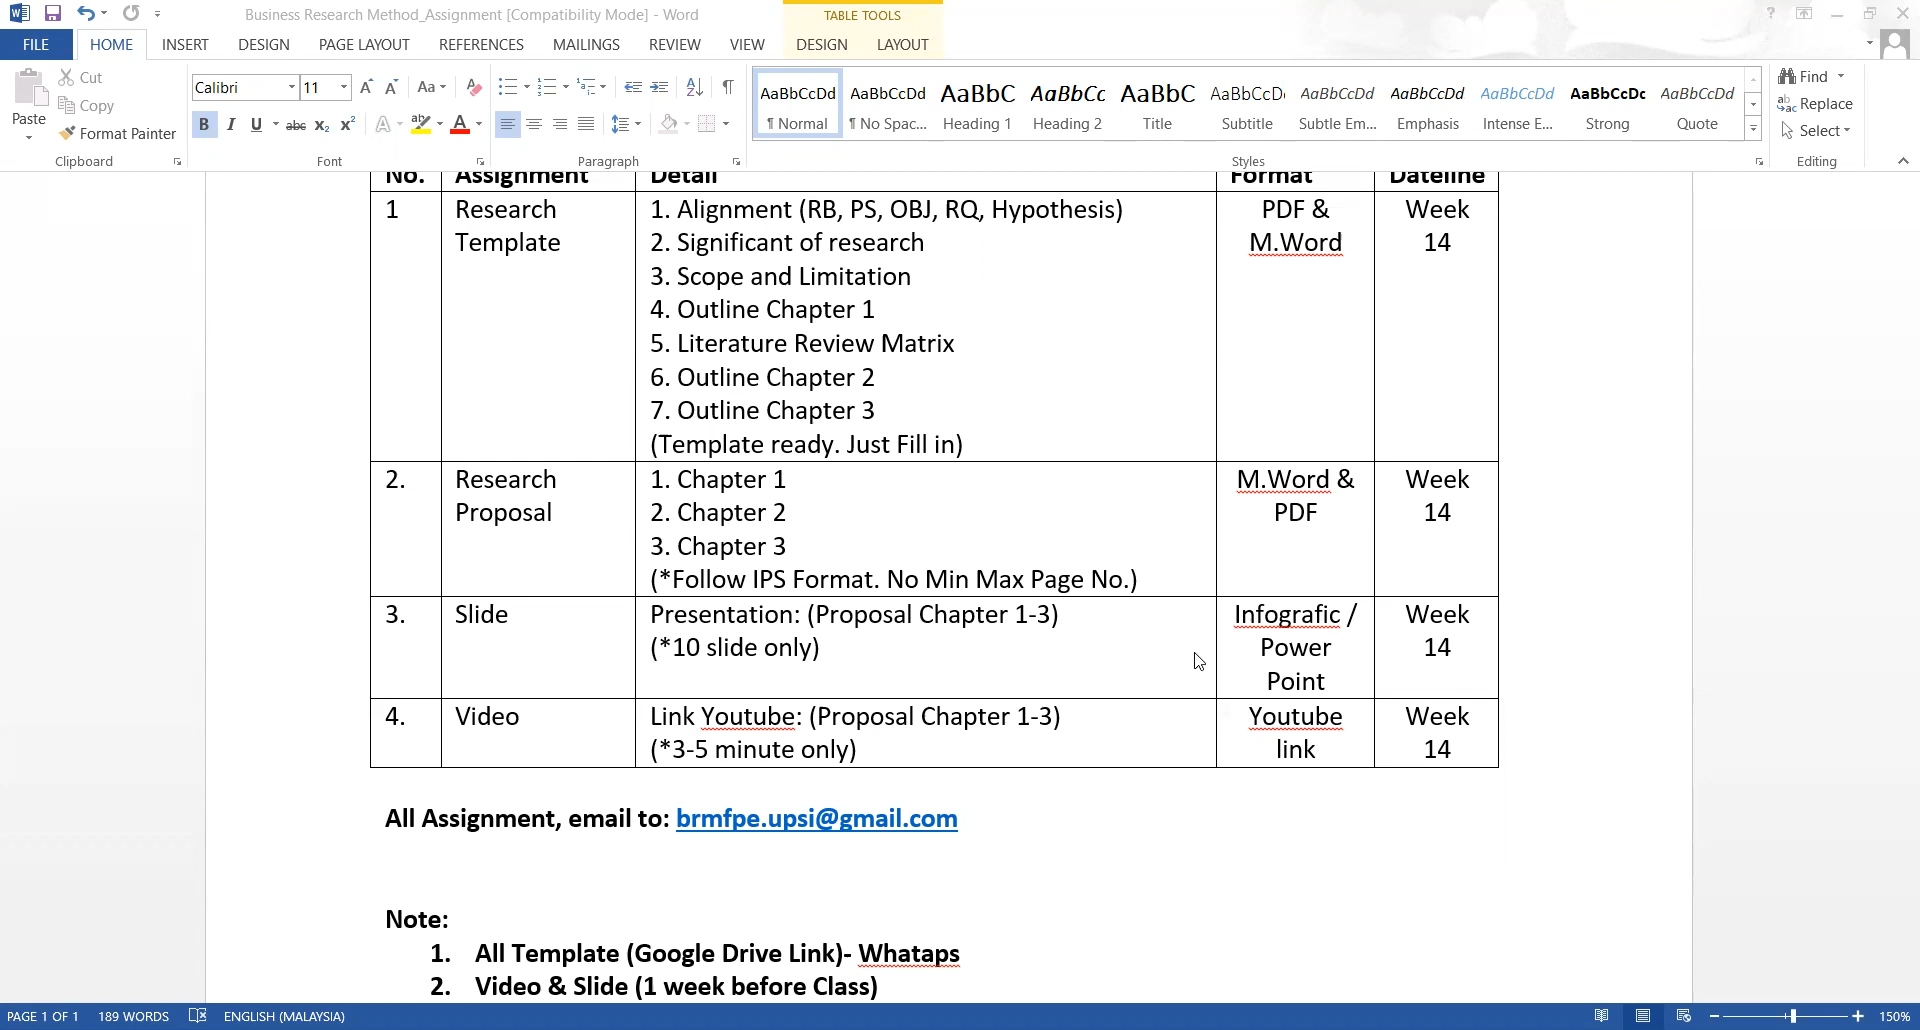 Business Research Method_Assignment [Compatibility Mode] - Word
TABLE TOOLS
?
FILE HOME INSERT DESIGN PAGE LAYOUT REFERENCES MAILINGS REVIEW VIEW DESIGN LAYOUT
Paste
Cut
Copy
Format Painter
Clipboard
Calibri 11
Font
Paragraph
AaBbCcDd AaBbCcDd AaBbC AaBbCc AaBbC AaBbCcD AaBbCcDd AaBbCcDd AaBbCcDd AaBbCcDc AaBbCcDd
¶ Normal ¶ No Spac... Heading 1 Heading 2 Title Subtitle Subtle Em... Emphasis Intense E... Strong Quote
Styles
Find
Replace
Select
Editing
No. Assignment Detail Format Dateline
1 Research Template
1. Alignment (RB, PS, OBJ, RQ, Hypothesis)
2. Significant of research
3. Scope and Limitation
4. Outline Chapter 1
5. Literature Review Matrix
6. Outline Chapter 2
7. Outline Chapter 3
(Template ready. Just Fill in)
PDF &
M.Word
Week
14
2. Research Proposal
1. Chapter 1
2. Chapter 2
3. Chapter 3
(*Follow IPS Format. No Min Max Page No.)
M.Word &
PDF
Week
14
3. Slide
Presentation: (Proposal Chapter 1-3)
(*10 slide only)
Infografic /
Power
Point
Week
14
4. Video
Link Youtube: (Proposal Chapter 1-3)
(*3-5 minute only)
Youtube
link
Week
14
All Assignment, email to: brmfpe.upsi@gmail.com
Note:
1. All Template (Google Drive Link)- Whataps
2. Video & Slide (1 week before Class)
PAGE 1 OF 1 189 WORDS ENGLISH (MALAYSIA) 150%